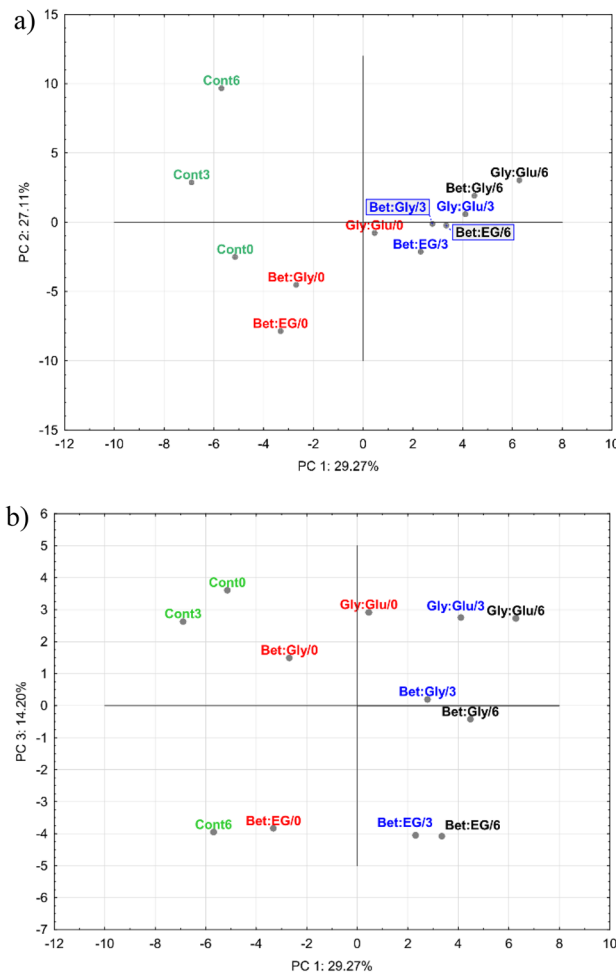 a)
15
10
5
0
-5
-10
-15
Cont6
Cont3
Gly:Glu/6
Bet:Gly/6
Bet:Gly/3
Gly:Glu/3
Gly:Glu/0
Bet:EG/6
Cont0
Bet:EG/3
Bet:Gly/0
Bet:EG/0
PC 2: 27.11%
-12 -10 -8 -6 -4 -2 0 2 4 6 8 10
PC 1: 29.27%
b)
6
5
4
3
2
1
0
-1
-2
-3
-4
-5
-6
-7
Cont0
Cont3
Gly:Glu/0
Gly:Glu/3
Gly:Glu/6
Bet:Gly/0
Bet:Gly/3
Bet:Gly/6
Cont6
Bet:EG/0
Bet:EG/3
Bet:EG/6
PC 3: 14.20%
-12 -10 -8 -6 -4 -2 0 2 4 6 8 10
PC 1: 29.27%